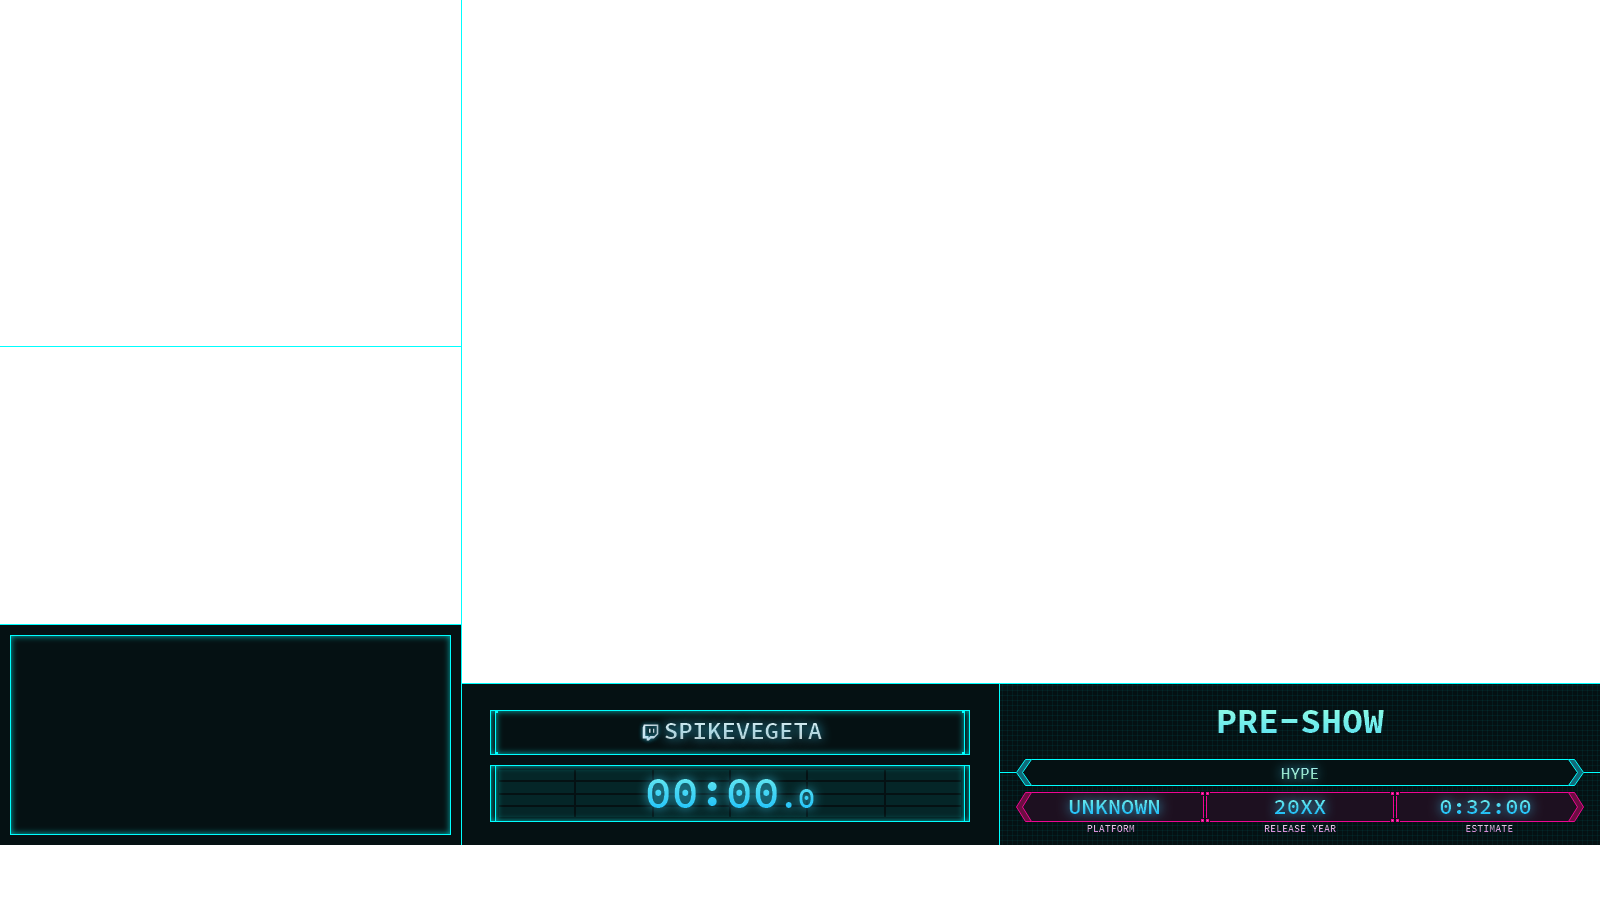 SPIKEVEGETA
00:00.0
PRE-SHOW
HYPE
UNKNOWN 20XX 0:32:00
PLATFORM RELEASE YEAR ESTIMATE